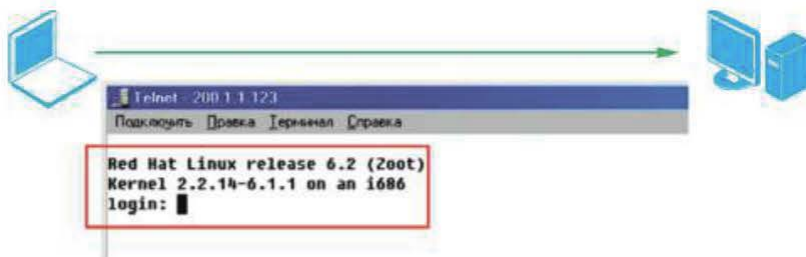 Telnet - 200.1.1.123
Подключить Правка Терминал Справка
Red Hat Linux release 6.2 (Zoot)
Kernel 2.2.14-6.1.1 on an i686
login: